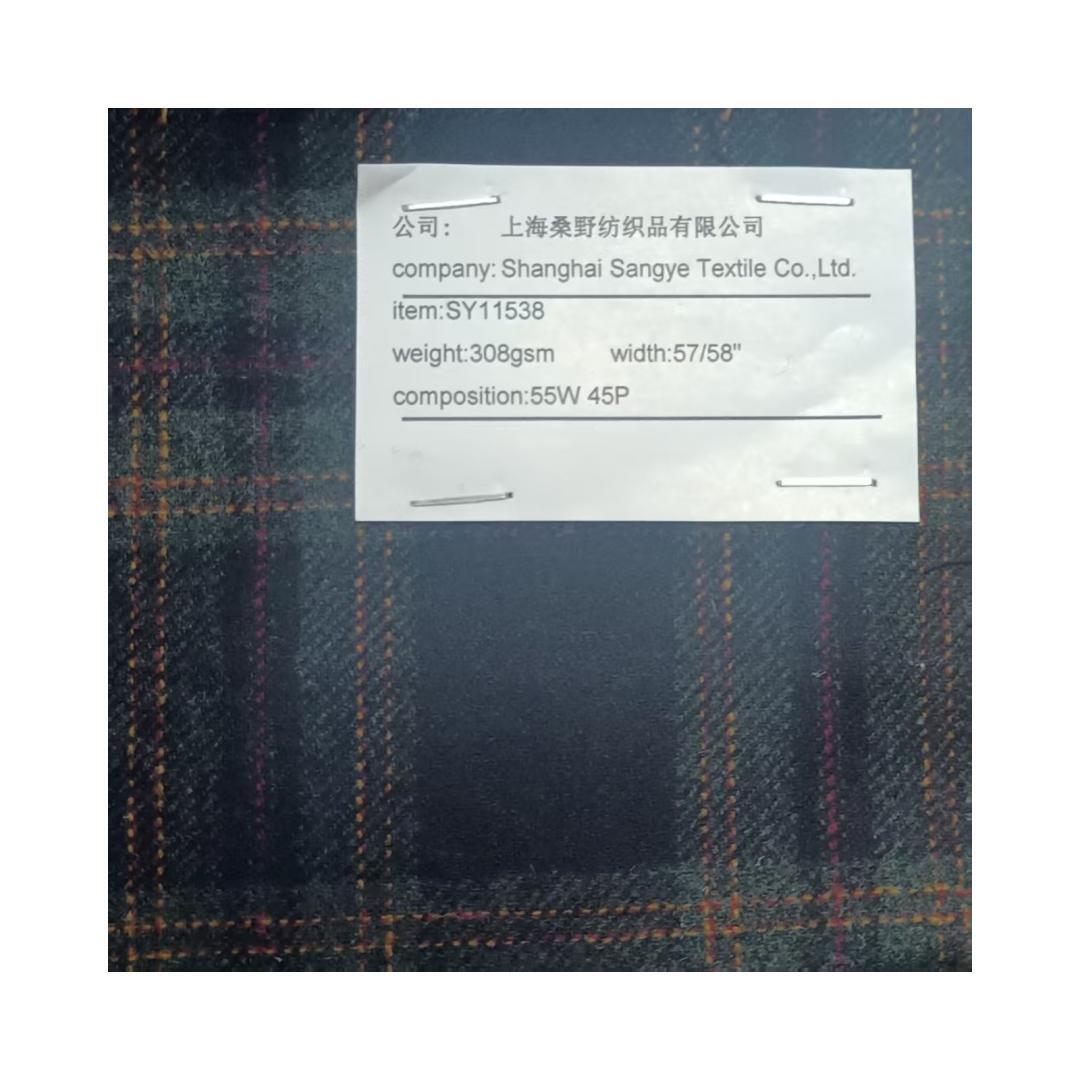 公司： 上海桑野纺织品有限公司
company: Shanghai Sangye Textile Co.,Ltd.
item:SY11538
weight:308gsm width:57/58"
composition:55W 45P